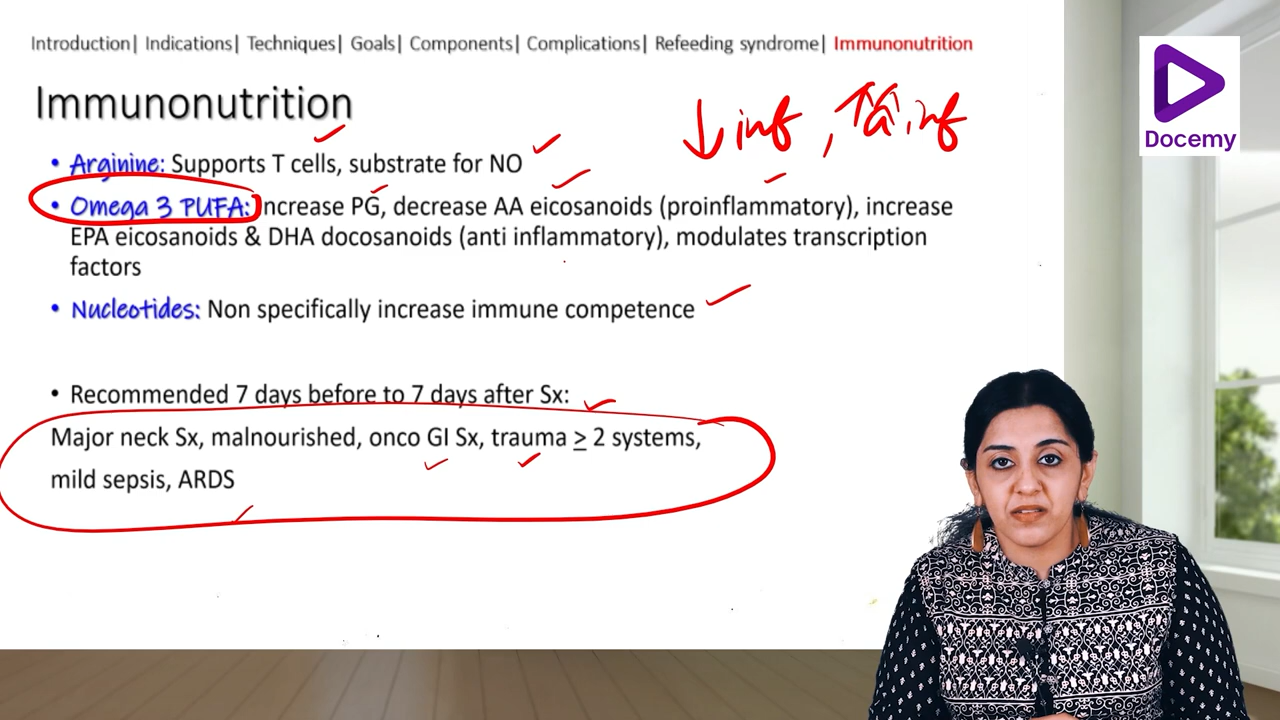 Introduction| Indications| Techniques| Goals| Components| Complications| Refeeding syndrome| Immunonutrition
Immunonutrition
↓ inf,
Docemy
• Arginine: Supports T cells, substrate for NO
• Omega 3 PUFA: Increase PG, decrease AA eicosanoids (proinflammatory), increase
EPA eicosanoids & DHA docosanoids (anti inflammatory), modulates transcription
factors
• Nucleotides: Non specifically increase immune competence
• Recommended 7 days before to 7 days after Sx:
Major neck Sx, malnourished, onco GI Sx, trauma ≥ 2 systems,
mild sepsis, ARDS